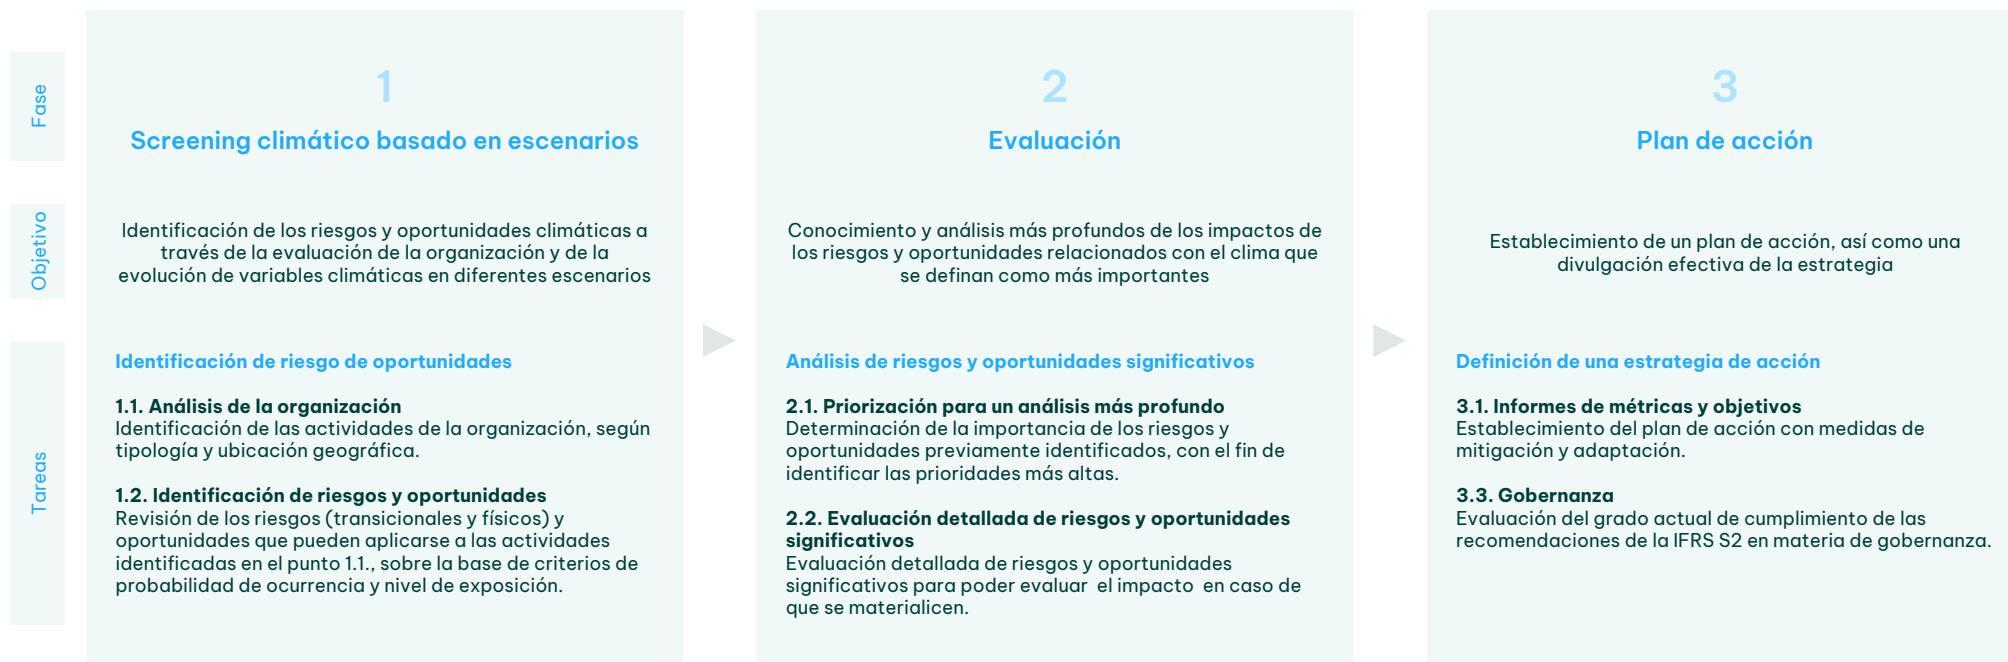 Fase
1
Screening climático basado en escenarios
2
Evaluación
3
Plan de acción
Objetivo
Identificación de los riesgos y oportunidades climáticas a
través de la evaluación de la organización y de la
evolución de variables climáticas en diferentes escenarios
Conocimiento y análisis más profundos de los impactos de
los riesgos y oportunidades relacionados con el clima que
se definan como más importantes
Establecimiento de un plan de acción, así como una
divulgación efectiva de la estrategia
Tareas
Identificación de riesgo de oportunidades
1.1. Análisis de la organización
Identificación de las actividades de la organización, según
tipología y ubicación geográfica.
1.2. Identificación de riesgos y oportunidades
Revisión de los riesgos (transicionales y físicos) y
oportunidades que pueden aplicarse a las actividades
identificadas en el punto 1.1., sobre la base de criterios de
probabilidad de ocurrencia y nivel de exposición.
Análisis de riesgos y oportunidades significativos
2.1. Priorización para un análisis más profundo
Determinación de la importancia de los riesgos y
oportunidades previamente identificados, con el fin de
identificar las prioridades más altas.
2.2. Evaluación detallada de riesgos y oportunidades
significativos
Evaluación detallada de riesgos y oportunidades
significativos para poder evaluar  el impacto  en caso de
que se materialicen.
Definición de una estrategia de acción
3.1. Informes de métricas y objetivos
Establecimiento del plan de acción con medidas de
mitigación y adaptación.
3.3. Gobernanza
Evaluación del grado actual de cumplimiento de las
recomendaciones de la IFRS S2 en materia de gobernanza.